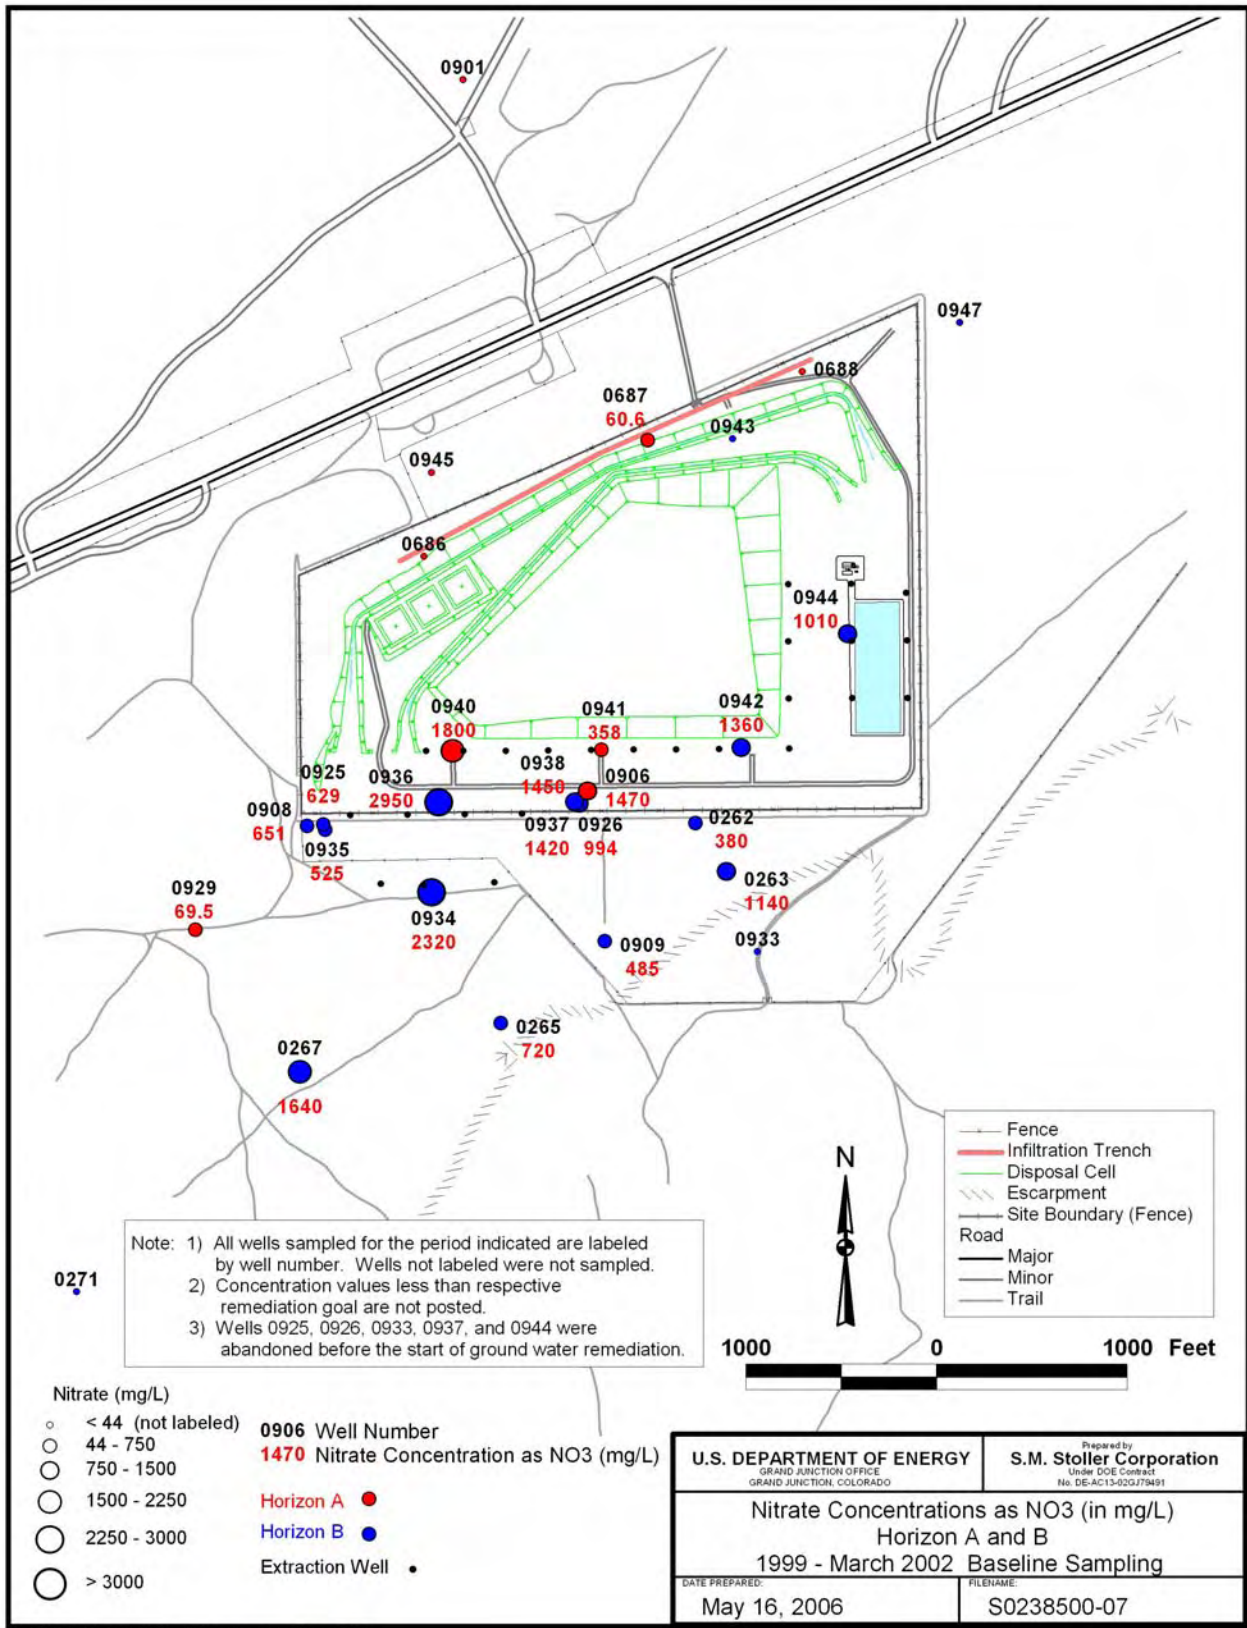 0901
0947
0688
0687
60.6
0943
0945
0686
0944
1010
0940
1800
0941
358
0942
1360
0925
629
0936
2950
0938
1450
0906
1470
0908
651
0935
525
0937
1420
0926
994
0262
380
0263
1140
0929
69.5
0934
2320
0909
485
0933
0265
720
0267
1640
0271
Fence
Infiltration Trench
Disposal Cell
Escarpment
Site Boundary (Fence)
Road
Major
Minor
Trail
N
1000 0 1000 Feet
Note: 1) All wells sampled for the period indicated are labeled
by well number. Wells not labeled were not sampled.
2) Concentration values less than respective
remediation goal are not posted.
3) Wells 0925, 0926, 0933, 0937, and 0944 were
abandoned before the start of ground water remediation.
Nitrate (mg/L)
< 44 (not labeled)
44 - 750
750 - 1500
1500 - 2250
2250 - 3000
> 3000
0906 Well Number
1470 Nitrate Concentration as NO3 (mg/L)
Horizon A
Horizon B
Extraction Well
U.S. DEPARTMENT OF ENERGY
GRAND JUNCTION OFFICE
GRAND JUNCTION, COLORADO
Prepared by
S.M. Stoller Corporation
Under DOE Contract
No. DE-AC13-02GJ79491
Nitrate Concentrations as NO3 (in mg/L)
Horizon A and B
1999 - March 2002 Baseline Sampling
DATE PREPARED:
May 16, 2006
FILENAME:
S0238500-07